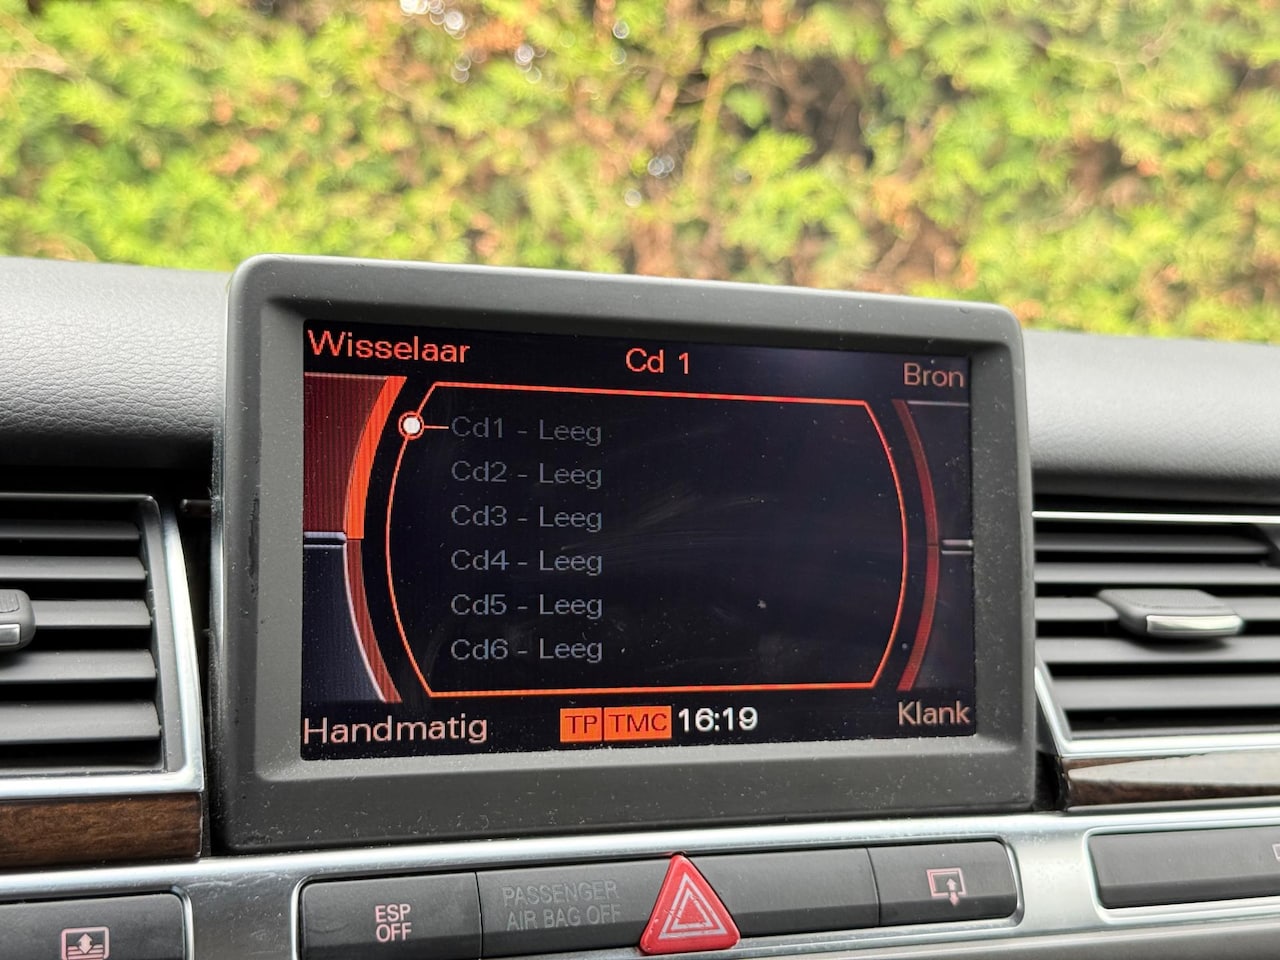 Wisselaar
Cd 1
Bron
Cd1 - Leeg
Cd2 - Leeg
Cd3 - Leeg
Cd4 - Leeg
Cd5 - Leeg
Cd6 - Leeg
Handmatig
TP TMC 16:19
Klank
ESP
OFF
PASSENGER
AIR BAG OFF